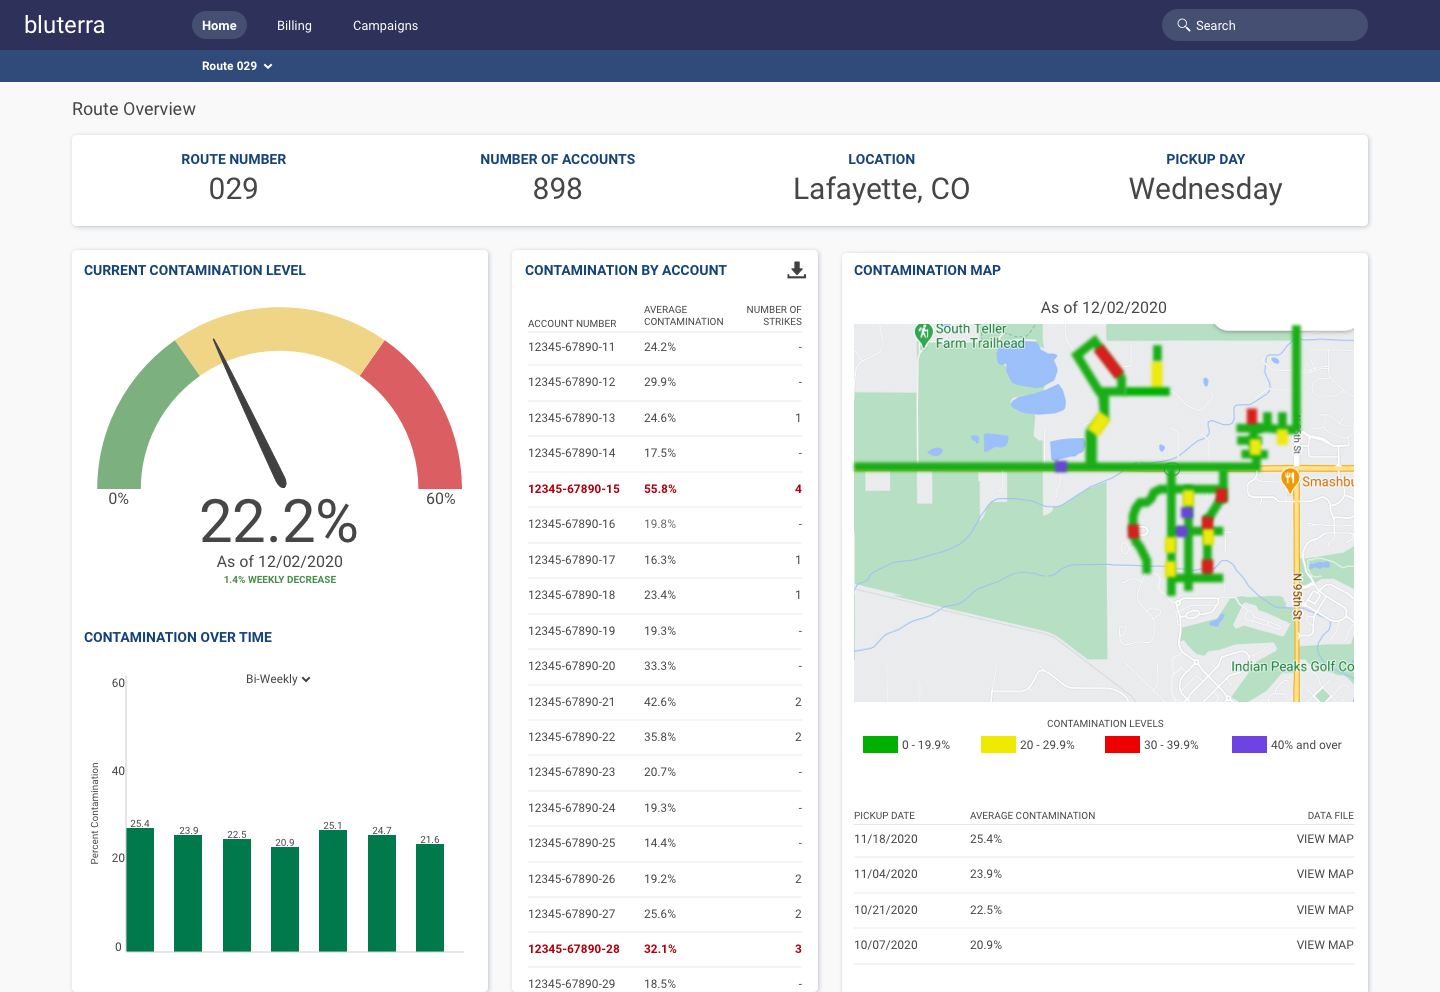 bluterra
Home
Billing
Campaigns
Search
Route 029
Route Overview
ROUTE NUMBER
029
NUMBER OF ACCOUNTS
898
LOCATION
Lafayette, CO
PICKUP DAY
Wednesday
CURRENT CONTAMINATION LEVEL
0%
60%
22.2%
As of 12/02/2020
1.4% WEEKLY DECREASE
CONTAMINATION OVER TIME
Bi-Weekly
Percent Contamination
60
40
20
0
25.4
23.9
22.5
20.9
25.1
24.7
21.6
CONTAMINATION BY ACCOUNT
ACCOUNT NUMBER AVERAGE CONTAMINATION NUMBER OF STRIKES
12345-67890-11 24.2% -
12345-67890-12 29.9% -
12345-67890-13 24.6% 1
12345-67890-14 17.5% -
12345-67890-15 55.8% 4
12345-67890-16 19.8% -
12345-67890-17 16.3% 1
12345-67890-18 23.4% 1
12345-67890-19 19.3% -
12345-67890-20 33.3% -
12345-67890-21 42.6% 2
12345-67890-22 35.8% 2
12345-67890-23 20.7% -
12345-67890-24 19.3% -
12345-67890-25 14.4% -
12345-67890-26 19.2% 2
12345-67890-27 25.6% 2
12345-67890-28 32.1% 3
12345-67890-29 18.5% -
CONTAMINATION MAP
As of 12/02/2020
South Teller
Farm Trailhead
5th St
Smashbu
N 95th St
Indian Peaks Golf Co
CONTAMINATION LEVELS
0 - 19.9%
20 - 29.9%
30 - 39.9%
40% and over
PICKUP DATE AVERAGE CONTAMINATION DATA FILE
11/18/2020 25.4% VIEW MAP
11/04/2020 23.9% VIEW MAP
10/21/2020 22.5% VIEW MAP
10/07/2020 20.9% VIEW MAP